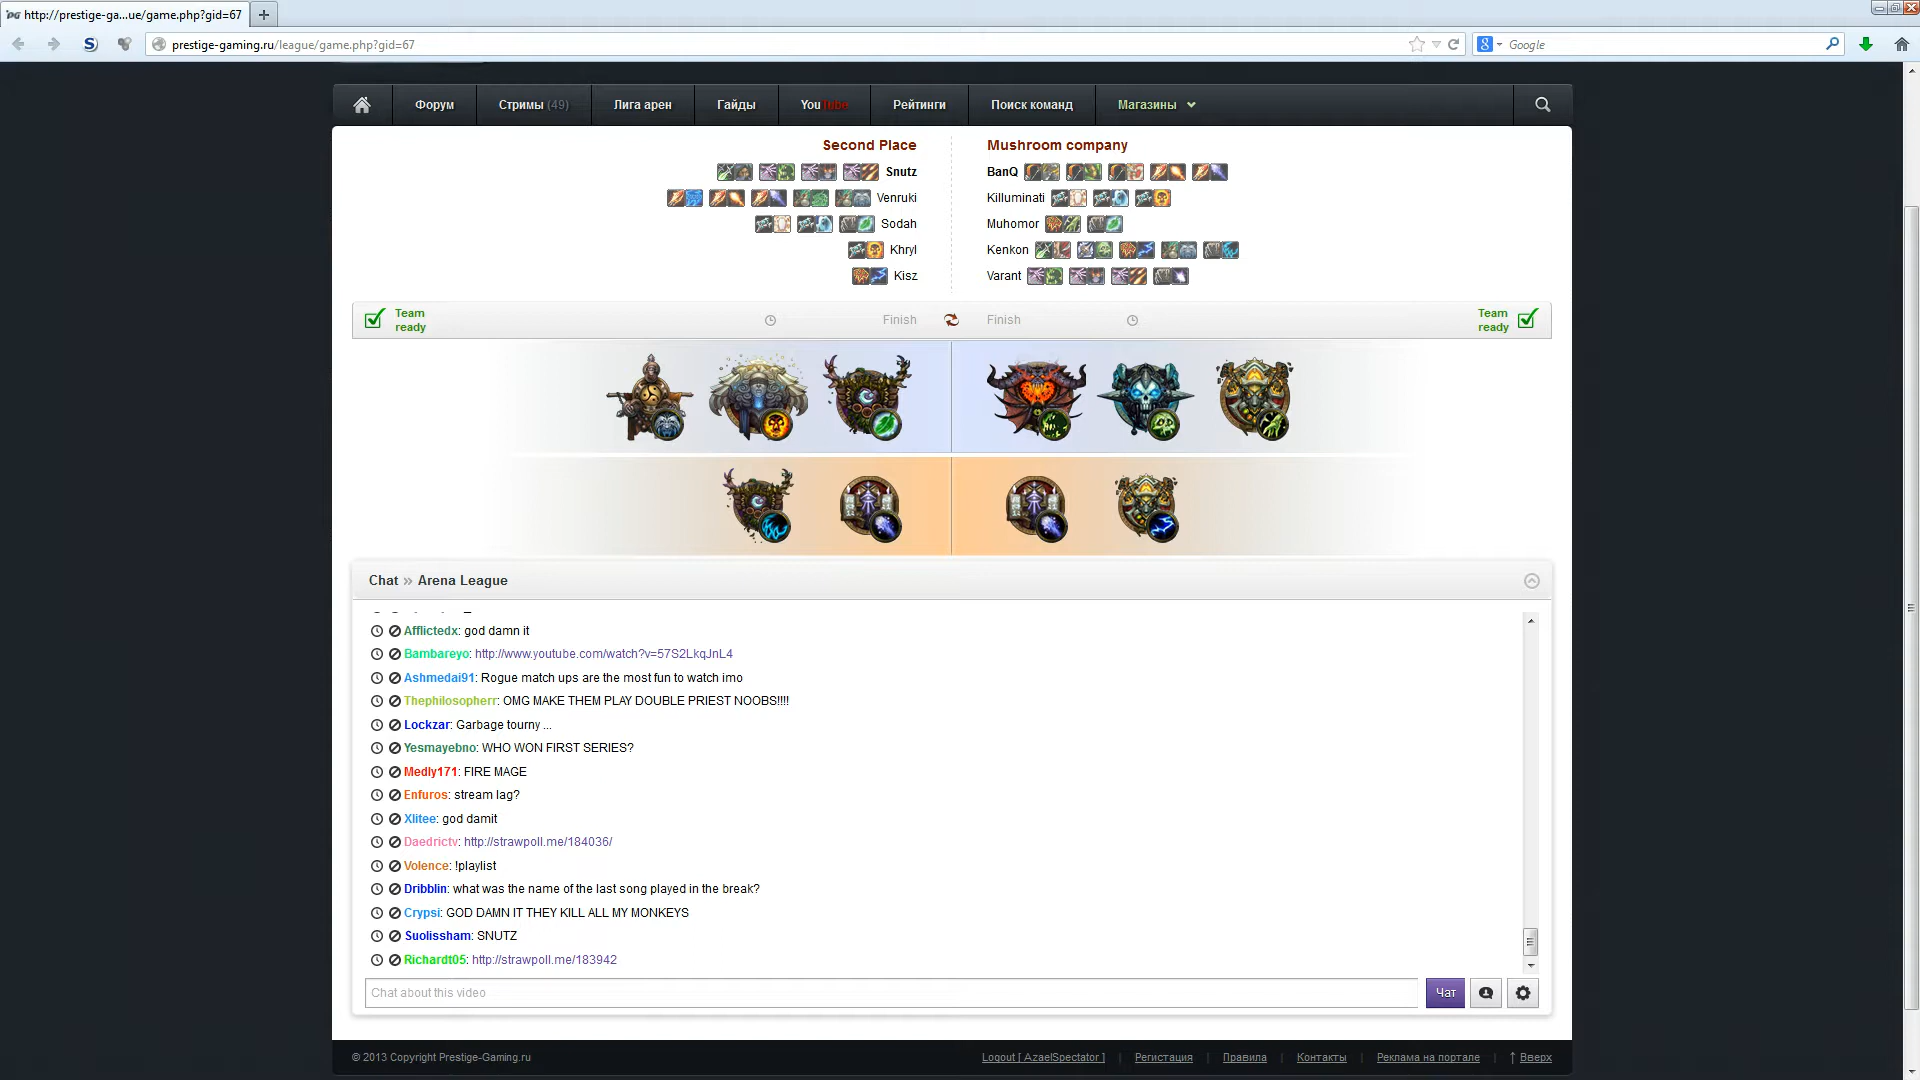 http://prestige-ga...ue/game.php?gid=67
prestige-gaming.ru/league/game.php?gid=67
Google
Форум
Стримы (49)
Лига арен
Гайды
YouTube
Рейтинги
Поиск команд
Магазины
Second Place
Mushroom company
Snutz
BanQ
Venruki
Killuminati
Sodah
Muhomor
Khryl
Kenkon
Kisz
Varant
Team ready
Finish
Finish
Team ready
Chat » Arena League
Afflictedx: god damn it
Bambareyo: http://www.youtube.com/watch?v=57S2LkqJnL4
Ashmedai91: Rogue match ups are the most fun to watch imo
Thephilosopherr: OMG MAKE THEM PLAY DOUBLE PRIEST NOOBS!!!!
Lockzar: Garbage tourny ...
Yesmayebno: WHO WON FIRST SERIES?
Medly171: FIRE MAGE
Enfuros: stream lag?
Xlitee: god damit
Daedrictv: http://strawpoll.me/184036/
Volence: !playlist
Dribblin: what was the name of the last song played in the break?
Crypsi: GOD DAMN IT THEY KILL ALL MY MONKEYS
Suolissham: SNUTZ
Richardt05: http://strawpoll.me/183942
Chat about this video
Чат
© 2013 Copyright Prestige-Gaming.ru
Logout [ AzaelSpectator ]
Регистация
Правила
Контакты
Реклама на портале
↑ Вверх